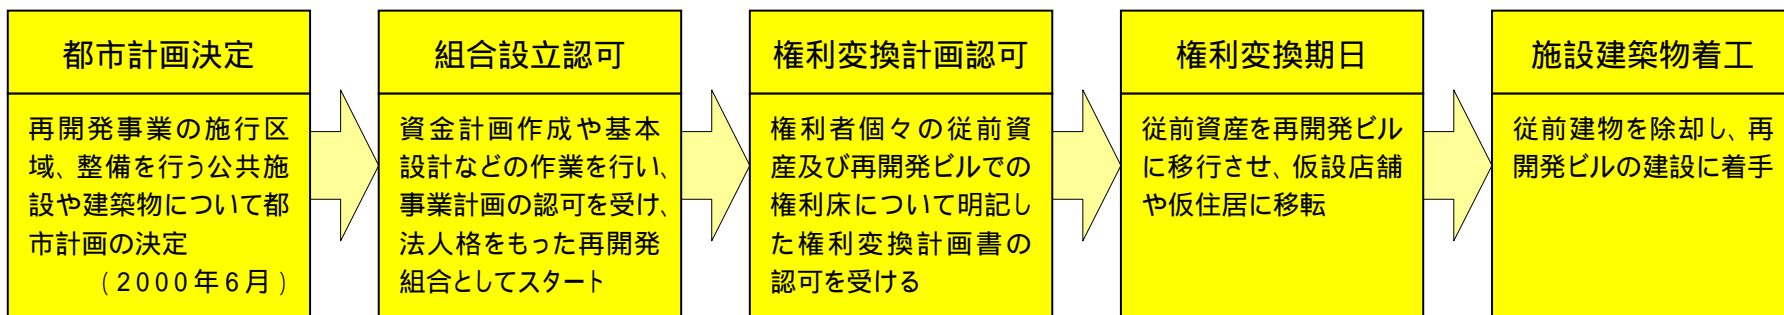 都市計画決定
再開発事業の施行区
域、整備を行う公共施
設や建築物について都
市計画の決定
(2000年6月)
組合設立認可
資金計画作成や基本
設計などの作業を行い、
事業計画の認可を受け、
法人格をもった再開発
組合としてスタート
権利変換計画認可
権利者個々の従前資
産及び再開発ビルでの
権利床について明記し
た権利変換計画書の
認可を受ける
権利変換期日
従前資産を再開発ビル
に移行させ、仮設店舗
や仮住居に移転
施設建築物着工
従前建物を除却し、再
開発ビルの建設に着手